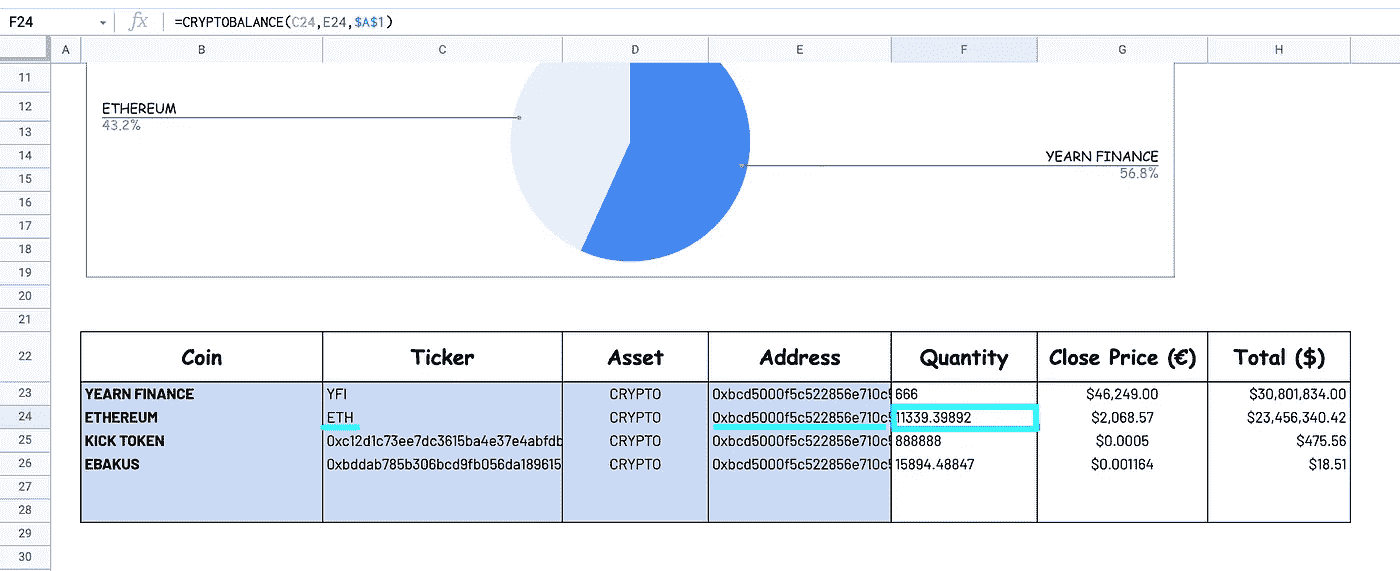 F24 fx =CRYPTOBALANCE(C24,E24,$A$1)
A B C D E F G H
11
12 ETHEREUM
13 43.2%
14 YEARN FINANCE
15 56.8%
16
17
18
19
20
21
22 Coin Ticker Asset Address Quantity Close Price (€) Total ($)
23 YEARN FINANCE YFI CRYPTO 0xbcd5000f5c522856e710c 666 $46,249.00 $30,801,834.00
24 ETHEREUM ETH CRYPTO 0xbcd5000f5c522856e710c 11339.39892 $2,068.57 $23,456,340.42
25 KICK TOKEN 0xc12d1c73ee7dc3615ba4e37e4abfdb CRYPTO 0xbcd5000f5c522856e710c 888888 $0.0005 $475.56
26 EBAKUS 0xbddab785b306bcd9fb056da189615 CRYPTO 0xbcd5000f5c522856e710c 15894.48847 $0.001164 $18.51
27
28
29
30